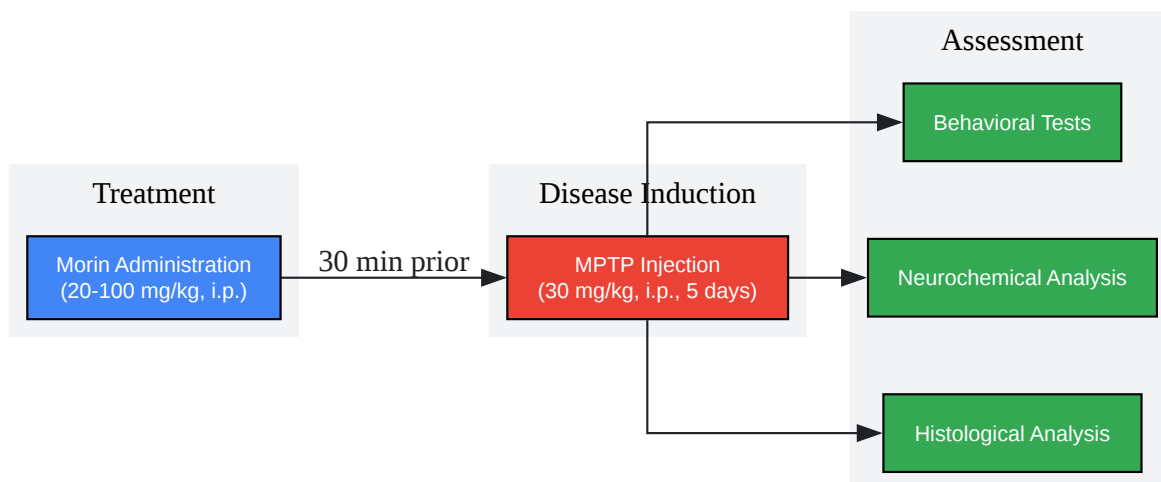 Treatment
Morin Administration
(20-100 mg/kg, i.p.)
30 min prior
Disease Induction
MPTP Injection
(30 mg/kg, i.p., 5 days)
Assessment
Behavioral Tests
Neurochemical Analysis
Histological Analysis